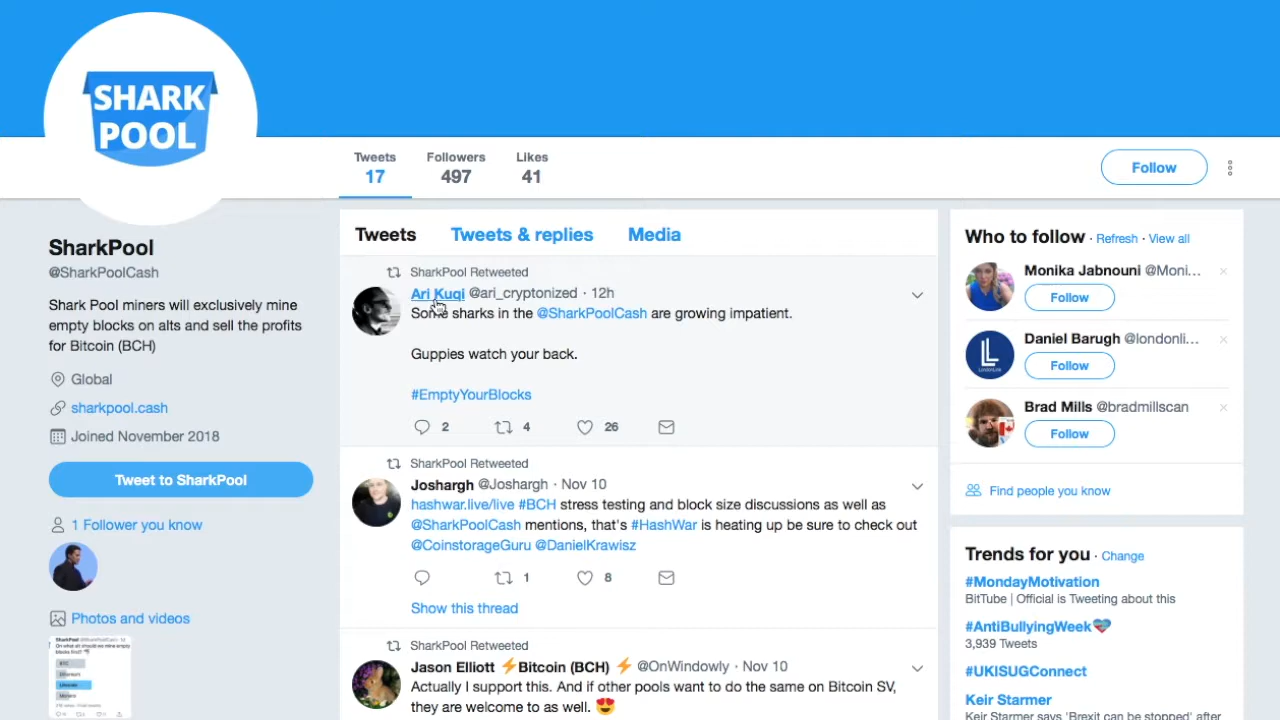 SHARK
POOL
Tweets
17
Followers
497
Likes
41
Follow
SharkPool
@SharkPoolCash
Shark Pool miners will exclusively mine
empty blocks on alts and sell the profits
for Bitcoin (BCH)
Global
sharkpool.cash
Joined November 2018
Tweet to SharkPool
1 Follower you know
Photos and videos
Tweets
Tweets & replies
Media
SharkPool Retweeted
Ari Kuqi @ari_cryptonized · 12h
Some sharks in the @SharkPoolCash are growing impatient.
Guppies watch your back.
#EmptyYourBlocks
2
4
26
SharkPool Retweeted
Joshargh @Joshargh · Nov 10
hashwar.live/live #BCH stress testing and block size discussions as well as
@SharkPoolCash mentions, that's #HashWar is heating up be sure to check out
@CoinstorageGuru @DanielKrawisz
1
8
Show this thread
SharkPool Retweeted
Jason Elliott ⚡Bitcoin (BCH) ⚡ @OnWindowly · Nov 10
Actually I support this. And if other pools want to do the same on Bitcoin SV,
they are welcome to as well. 😍
Who to follow · Refresh · View all
Monika Jabnouni @Moni...
Follow
Daniel Barugh @londonli...
Follow
Brad Mills @bradmillscan
Follow
Find people you know
Trends for you · Change
#MondayMotivation
BitTube | Official is Tweeting about this
#AntiBullyingWeek
3,939 Tweets
#UKISUGConnect
Keir Starmer
Keir Starmer says 'Brexit can be stopped' after